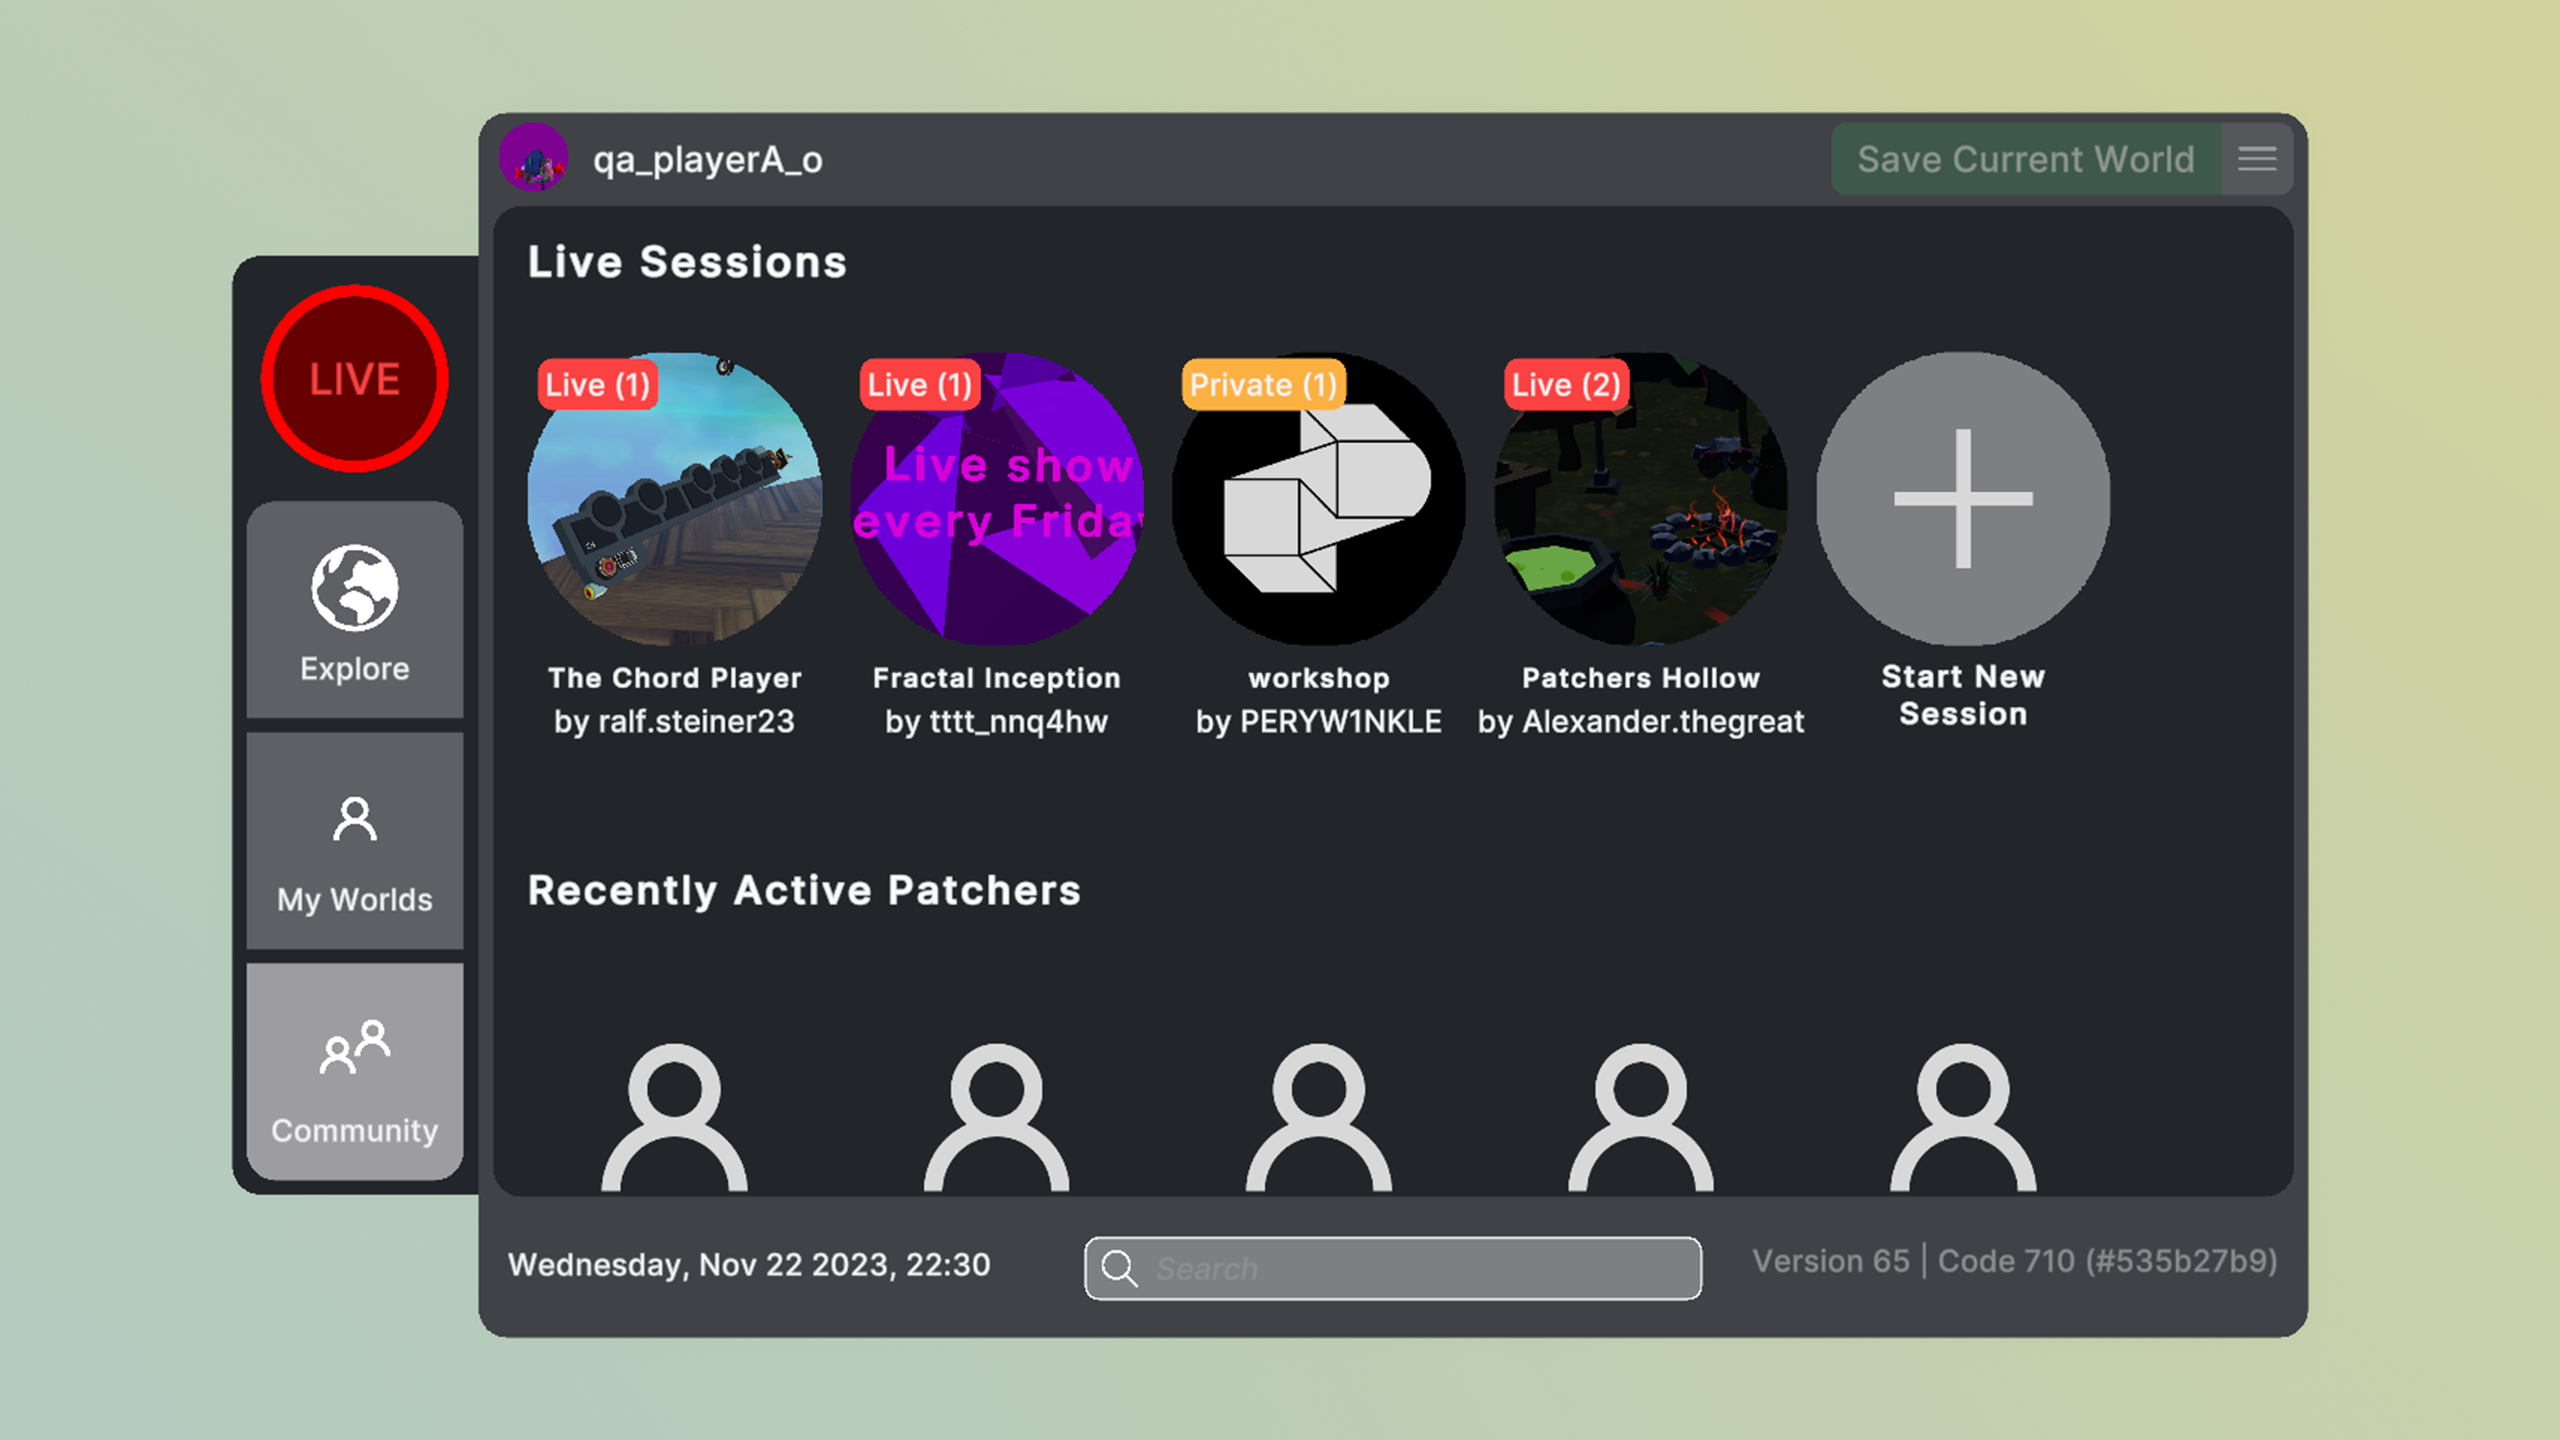 qa_playerA_o
Save Current World
Live Sessions
LIVE
Live (1)
Live (1)
Private (1)
Live (2)
Live show
every Friday
The Chord Player
by ralf.steiner23
Fractal Inception
by tttt_nnq4hw
workshop
by PERYW1NKLE
Patchers Hollow
by Alexander.thegreat
Start New
Session
Explore
My Worlds
Community
Recently Active Patchers
Wednesday, Nov 22 2023, 22:30
Search
Version 65 | Code 710 (#535b27b9)